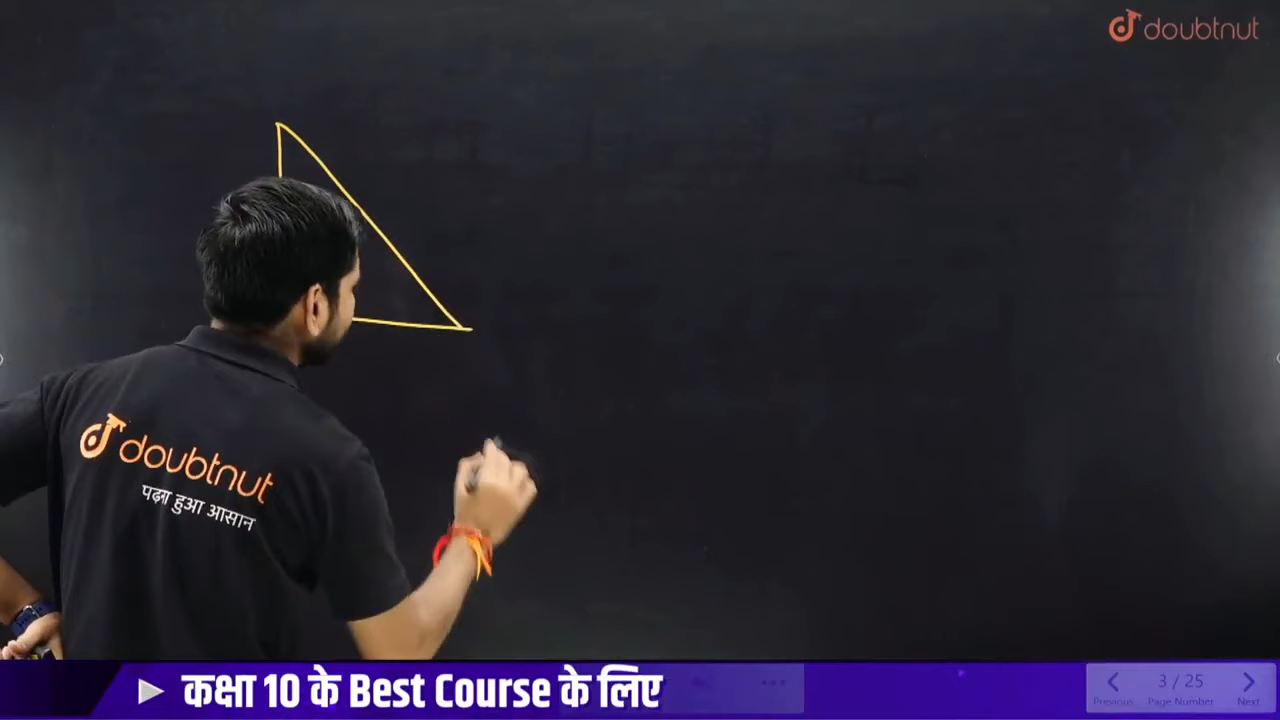 doubtnut
doubtnut
पढ़ना हुआ आसान
कक्षा 10 के Best Course के लिए
3 / 25
Previous Page Number Next